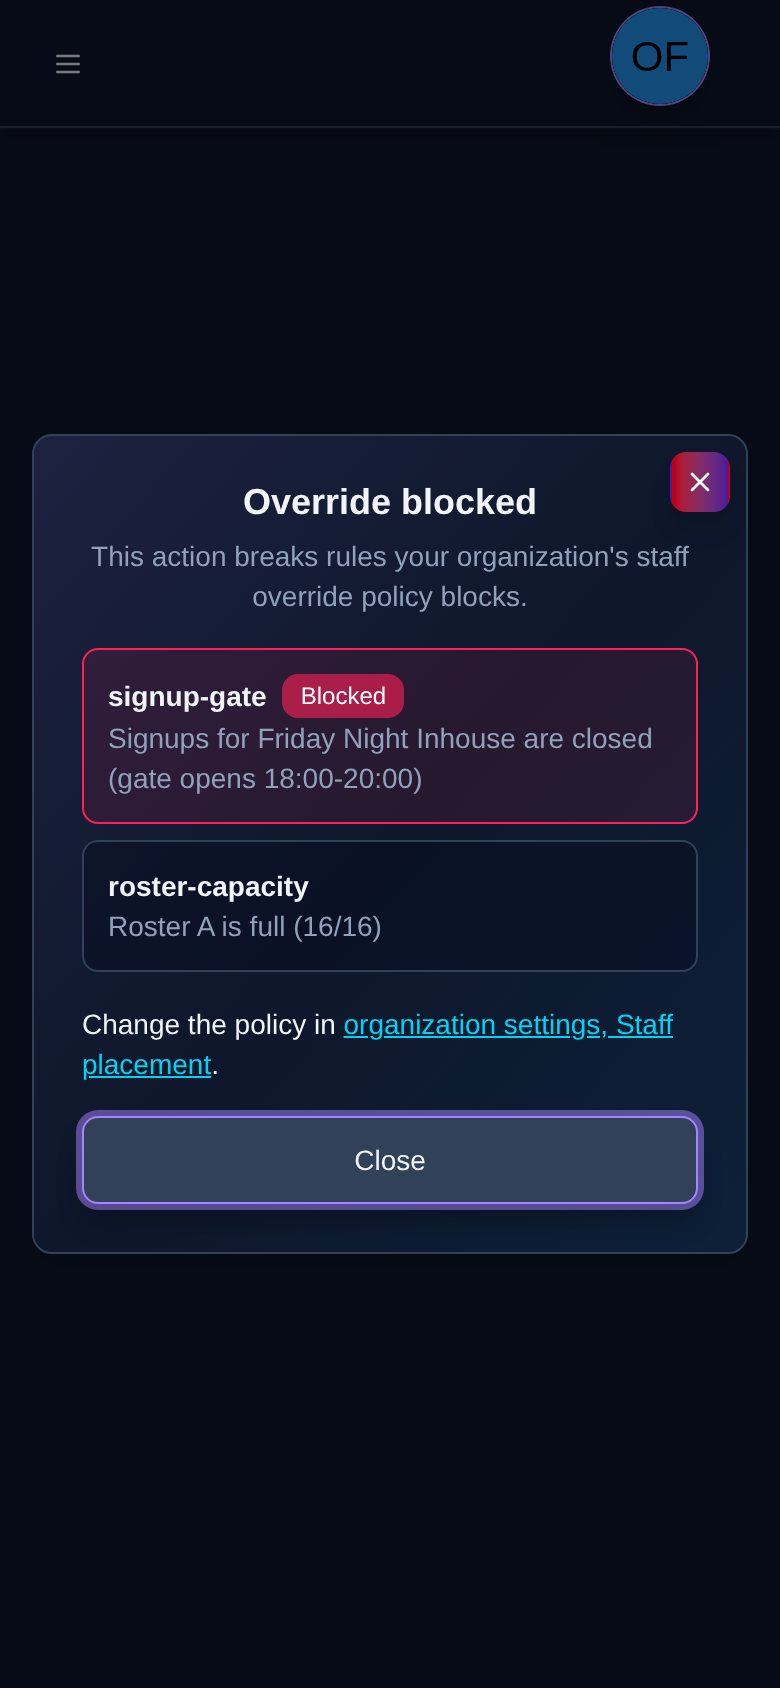 OF
Override blocked
This action breaks rules your organization's staff
override policy blocks.
signup-gate Blocked
Signups for Friday Night Inhouse are closed
(gate opens 18:00-20:00)
roster-capacity
Roster A is full (16/16)
Change the policy in organization settings, Staff
placement.
Close